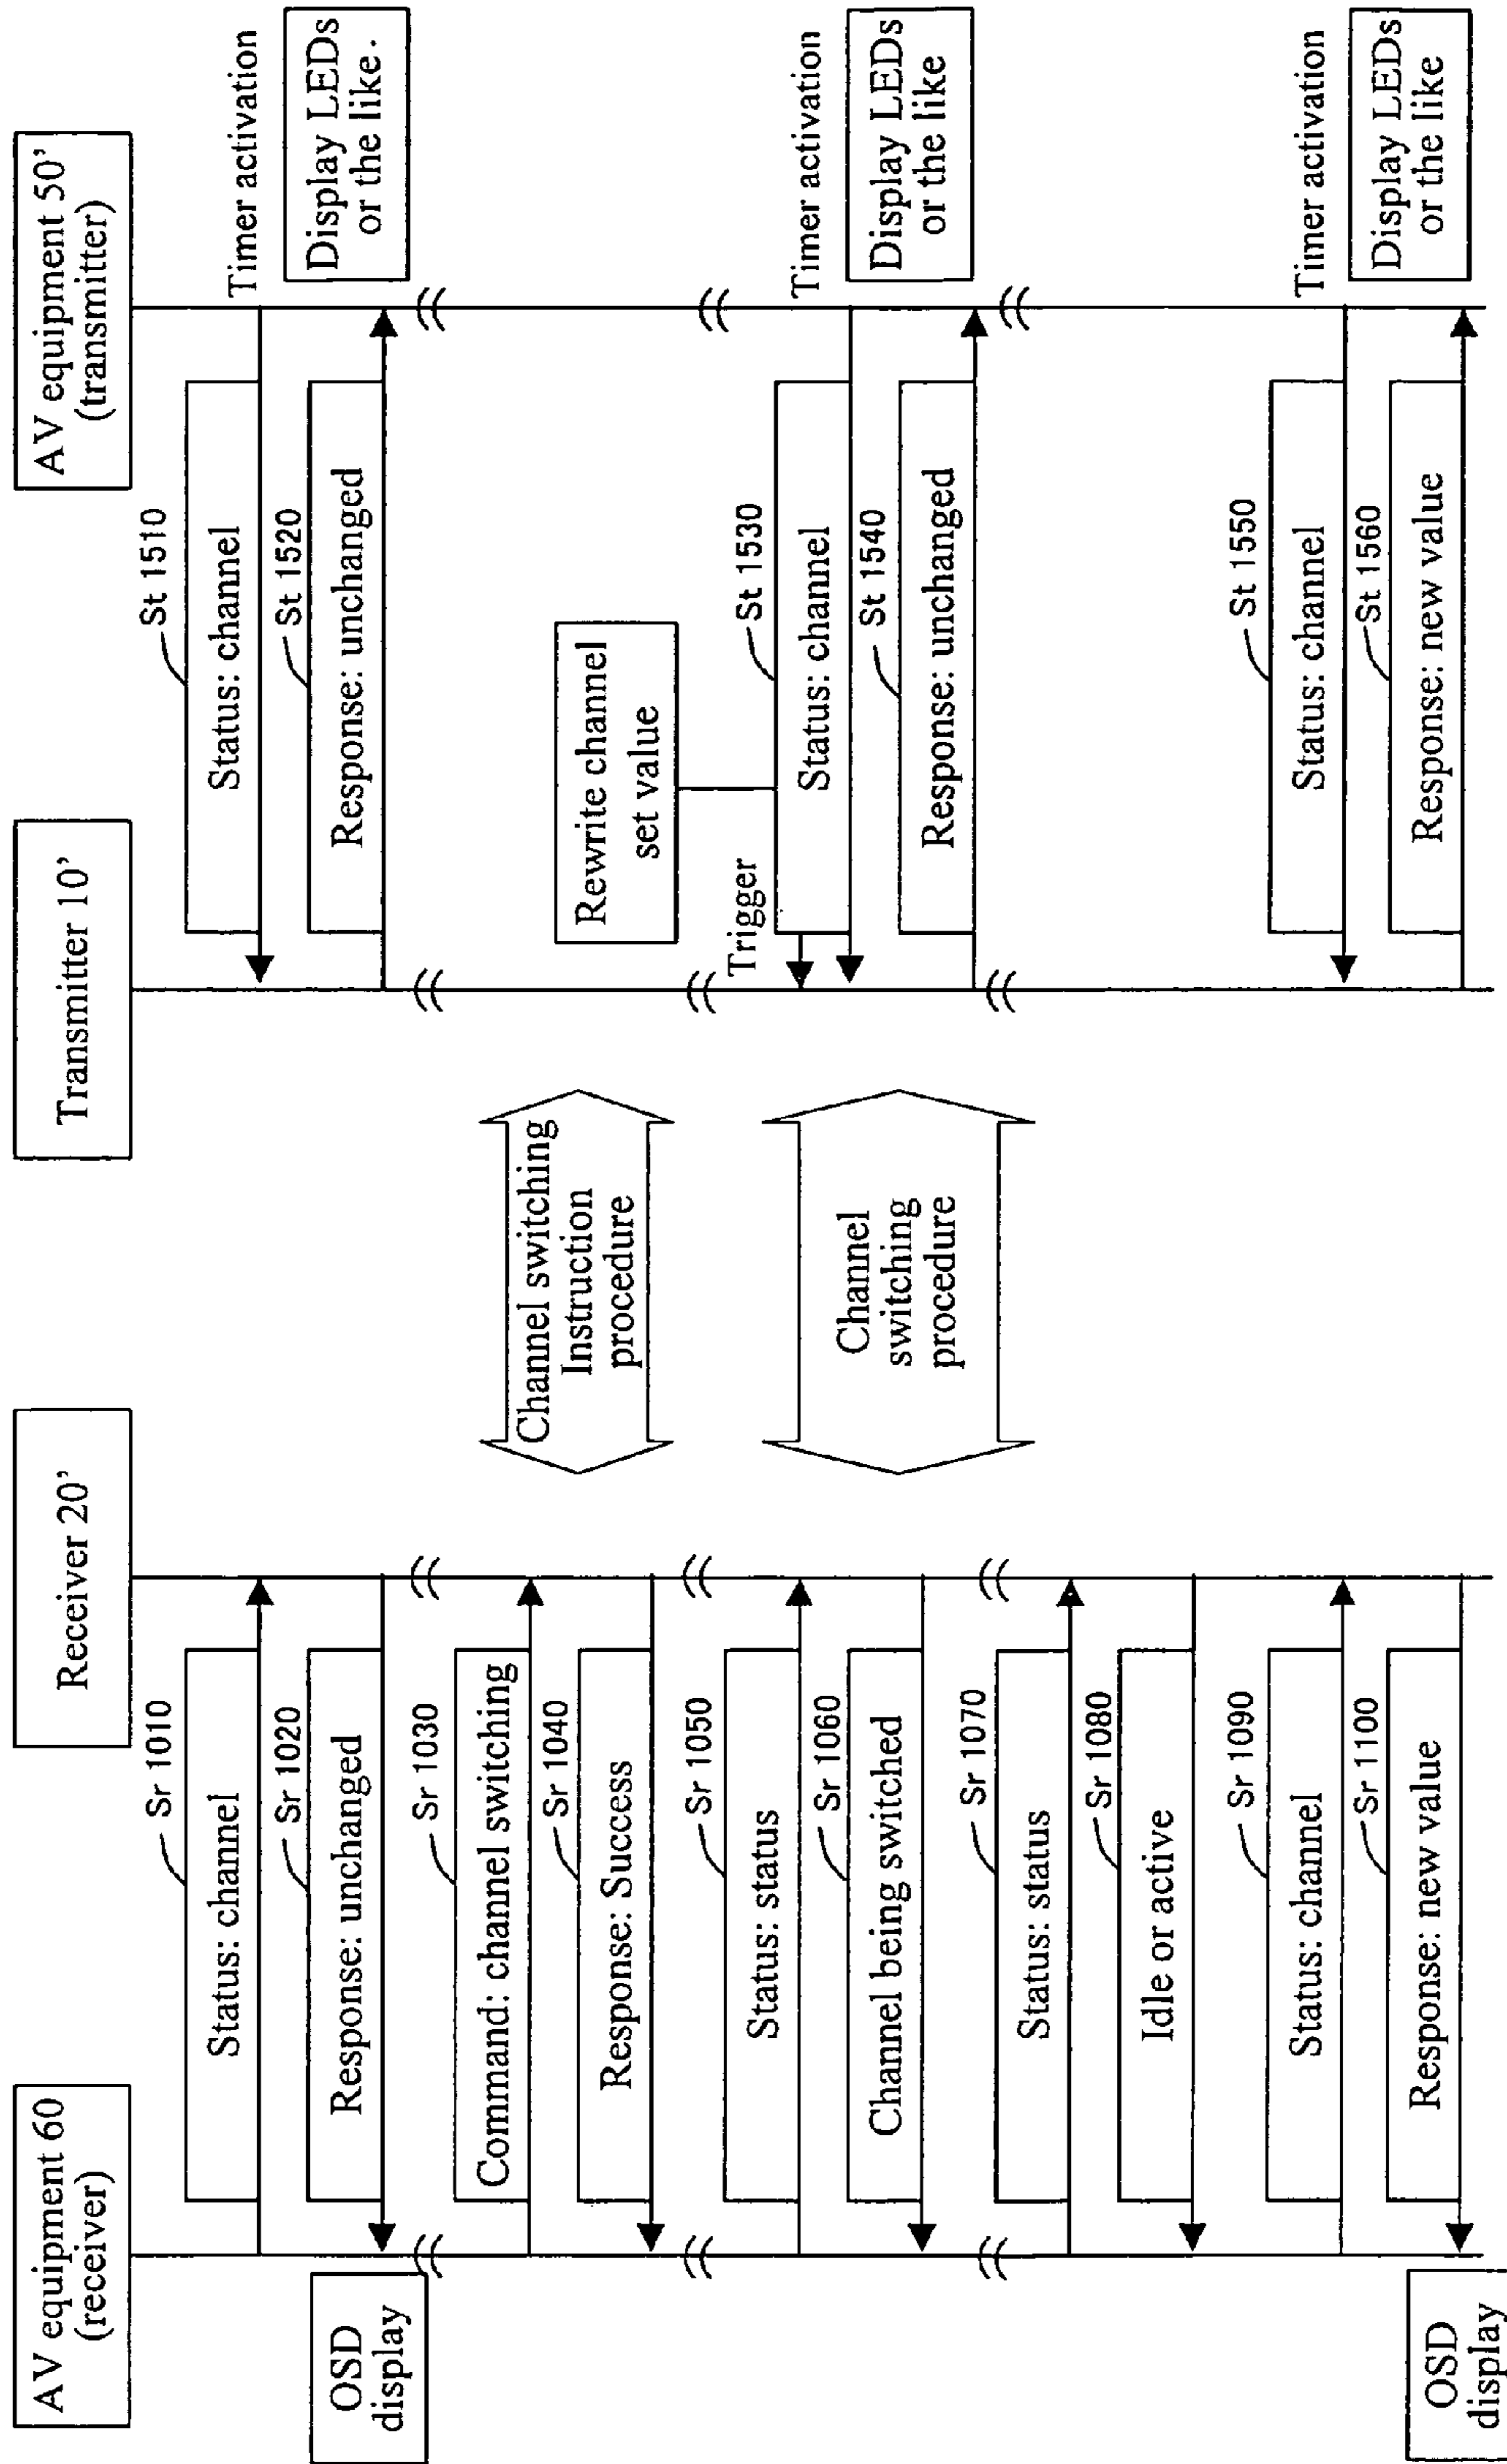 AV equipment 60
(receiver)
Receiver 20'
Transmitter 10'
AV equipment 50'
(transmitter)
Sr 1010
Status: channel
Sr 1020
Response: unchanged
OSD
display
Sr 1030
Command: channel switching
Sr 1040
Response: Success
Sr 1050
Status: status
Sr 1060
Channel being switched
Sr 1070
Status: status
Sr 1080
Idle or active
Sr 1090
Status: channel
Sr 1100
Response: new value
OSD
display
Channel switching
Instruction
procedure
Channel
switching
procedure
St 1510
Status: channel
Timer activation
St 1520
Response: unchanged
Display LEDs
or the like.
Rewrite channel
set value
Trigger
St 1530
Status: channel
Timer activation
St 1540
Response: unchanged
Display LEDs
or the like
St 1550
Status: channel
Timer activation
St 1560
Response: new value
Display LEDs
or the like